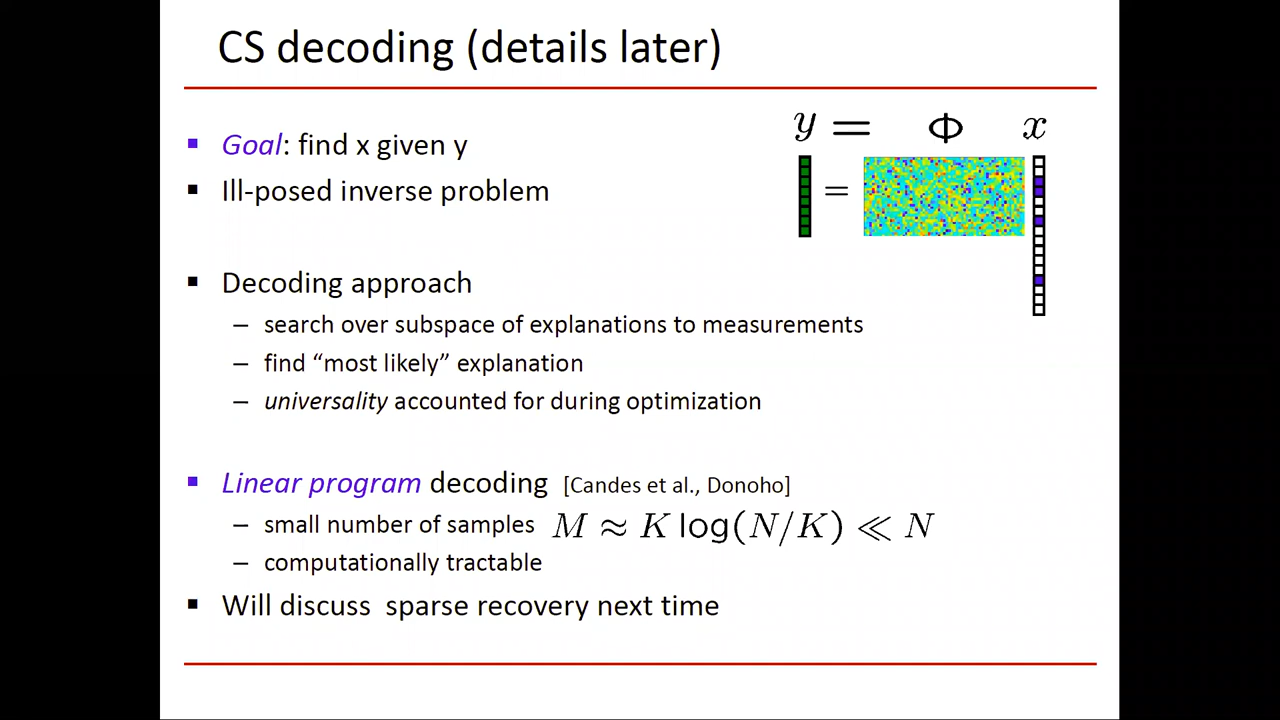 CS decoding (details later)
y = Φ x
=
▪ Goal: find x given y
▪ Ill-posed inverse problem
▪ Decoding approach
– search over subspace of explanations to measurements
– find “most likely” explanation
– universality accounted for during optimization
▪ Linear program decoding [Candes et al., Donoho]
– small number of samples M ≈ K log(N/K) ≪ N
– computationally tractable
▪ Will discuss sparse recovery next time